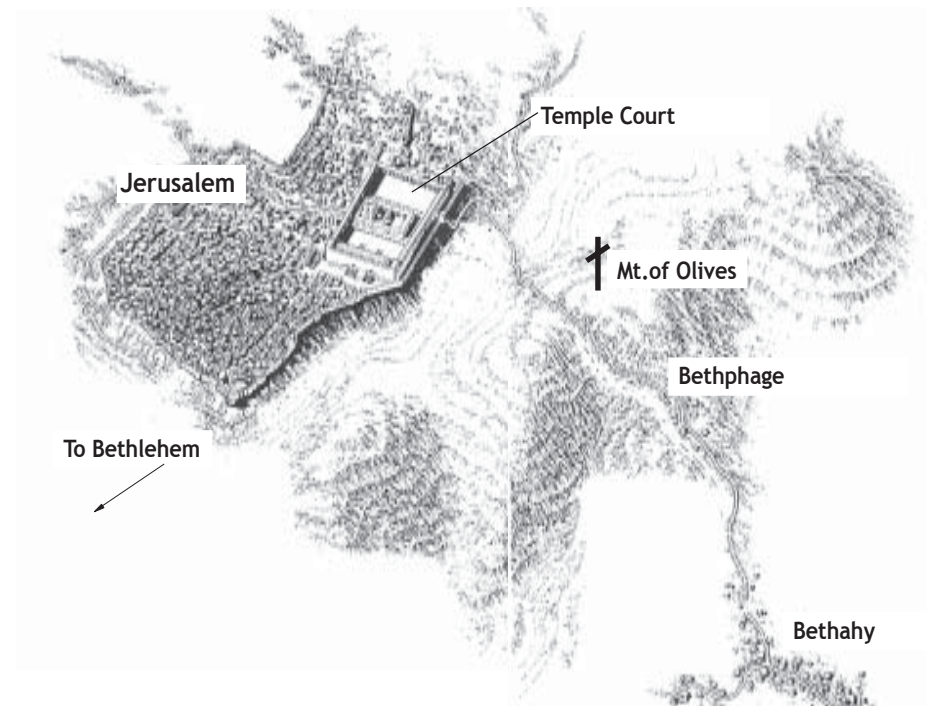 Temple Court
Jerusalem
Mt.of Olives
Bethphage
To Bethlehem
Bethahy